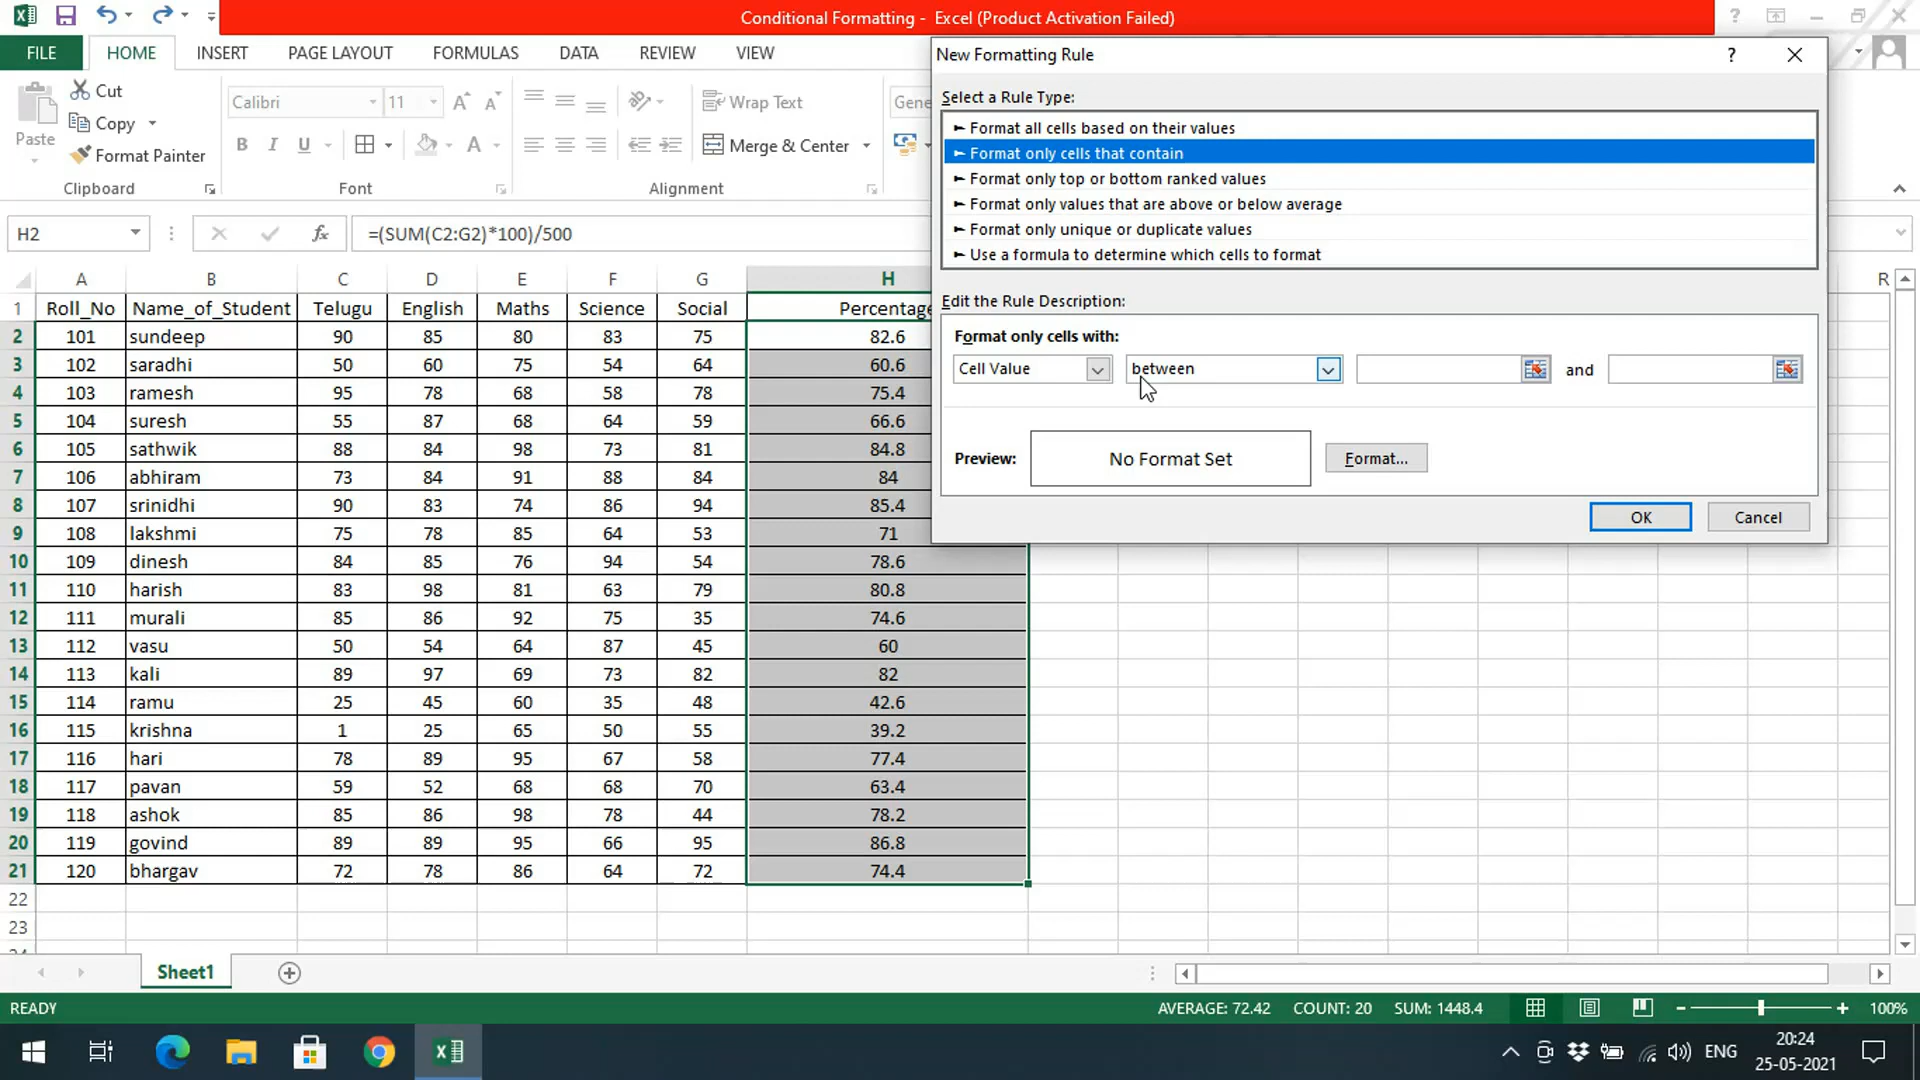 Conditional Formatting - Excel (Product Activation Failed)
FILE HOME INSERT PAGE LAYOUT FORMULAS DATA REVIEW VIEW
Cut
Copy
Format Painter
Paste
Clipboard
Calibri 11
B I U A
Font
Wrap Text
Merge & Center
Alignment
Gene
H2 fx =(SUM(C2:G2)*100)/500
New Formatting Rule
Select a Rule Type:
► Format all cells based on their values
► Format only cells that contain
► Format only top or bottom ranked values
► Format only values that are above or below average
► Format only unique or duplicate values
► Use a formula to determine which cells to format
Edit the Rule Description:
Format only cells with:
Cell Value between and
Preview: No Format Set Format...
OK Cancel
A B C D E F G H R
1 Roll_No Name_of_Student Telugu English Maths Science Social Percentage
2 101 sundeep 90 85 80 83 75 82.6
3 102 saradhi 50 60 75 54 64 60.6
4 103 ramesh 95 78 68 58 78 75.4
5 104 suresh 55 87 68 64 59 66.6
6 105 sathwik 88 84 98 73 81 84.8
7 106 abhiram 73 84 91 88 84 84
8 107 srinidhi 90 83 74 86 94 85.4
9 108 lakshmi 75 78 85 64 53 71
10 109 dinesh 84 85 76 94 54 78.6
11 110 harish 83 98 81 63 79 80.8
12 111 murali 85 86 92 75 35 74.6
13 112 vasu 50 54 64 87 45 60
14 113 kali 89 97 69 73 82 82
15 114 ramu 25 45 60 35 48 42.6
16 115 krishna 1 25 65 50 55 39.2
17 116 hari 78 89 95 67 58 77.4
18 117 pavan 59 52 68 68 70 63.4
19 118 ashok 85 86 98 78 44 78.2
20 119 govind 89 89 95 66 95 86.8
21 120 bhargav 72 78 86 64 72 74.4
22
23
Sheet1
READY AVERAGE: 72.42 COUNT: 20 SUM: 1448.4 100%
ENG 20:24
25-05-2021